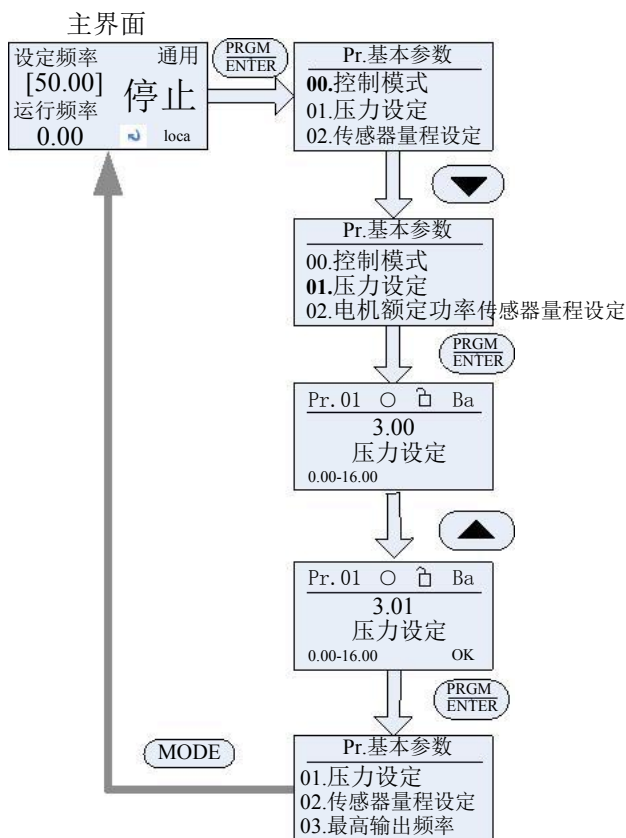 主界面
设定频率 通用
[50.00] 停止
运行频率
0.00 loca
PRGM
ENTER
Pr.基本参数
00.控制模式
01.压力设定
02.传感器量程设定
Pr.基本参数
00.控制模式
01.压力设定
02.电机额定功率传感器量程设定
PRGM
ENTER
Pr.01 Ba
3.00
压力设定
0.00-16.00
Pr.01 Ba
3.01
压力设定
0.00-16.00 OK
PRGM
ENTER
MODE
Pr.基本参数
01.压力设定
02.传感器量程设定
03.最高输出频率